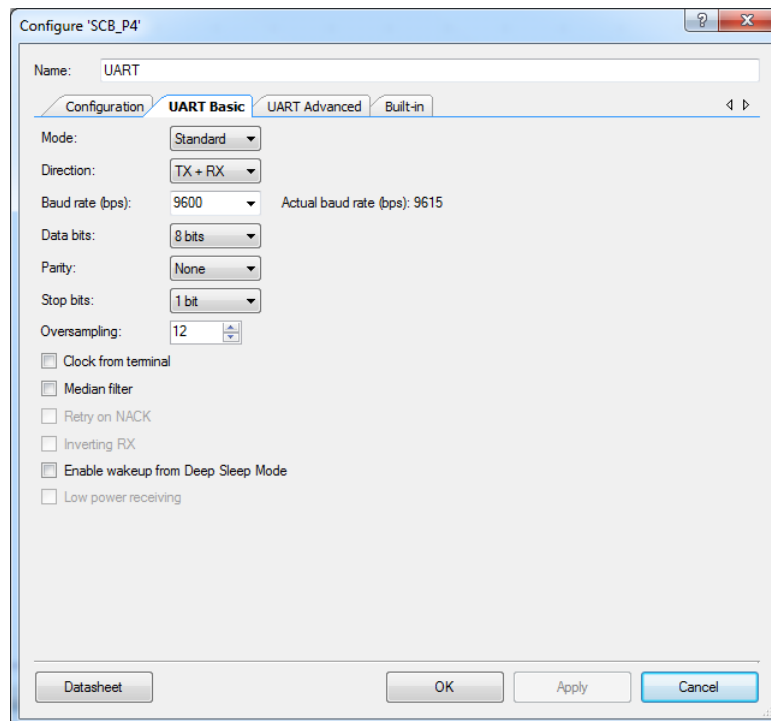 Configure 'SCB_P4'
?
Name: UART
Configuration UART Basic UART Advanced Built-in
Mode: Standard
Direction: TX + RX
Baud rate (bps): 9600 Actual baud rate (bps): 9615
Data bits: 8 bits
Parity: None
Stop bits: 1 bit
Oversampling: 12
Clock from terminal
Median filter
Retry on NACK
Inverting RX
Enable wakeup from Deep Sleep Mode
Low power receiving
Datasheet OK Apply Cancel